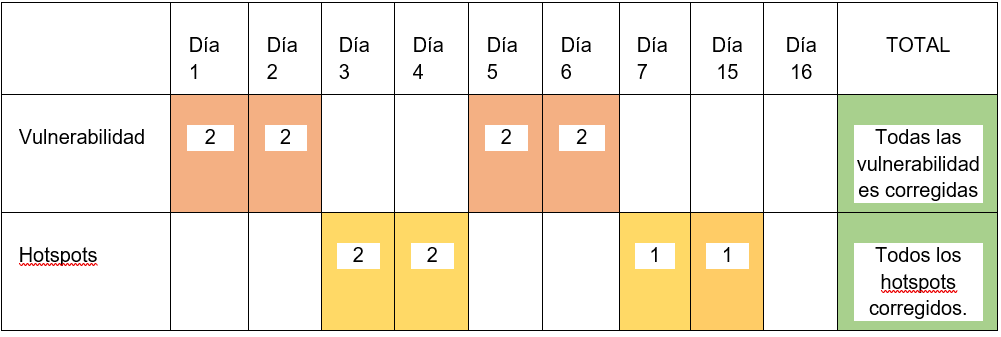 Día 1 Día 2 Día 3 Día 4 Día 5 Día 6 Día 7 Día 15 Día 16 TOTAL
Vulnerabilidad 2 2 2 2 Todas las
vulnerabilidad
es corregidas
Hotspots 2 2 1 1 Todos los
hotspots
corregidos.